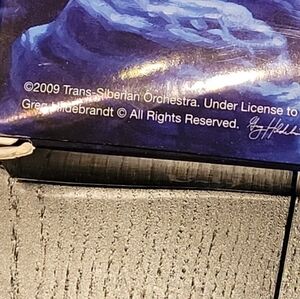 ©2009 Trans-Siberian Orchestra. Under License to
Greg Hildebrandt © All Rights Reserved.